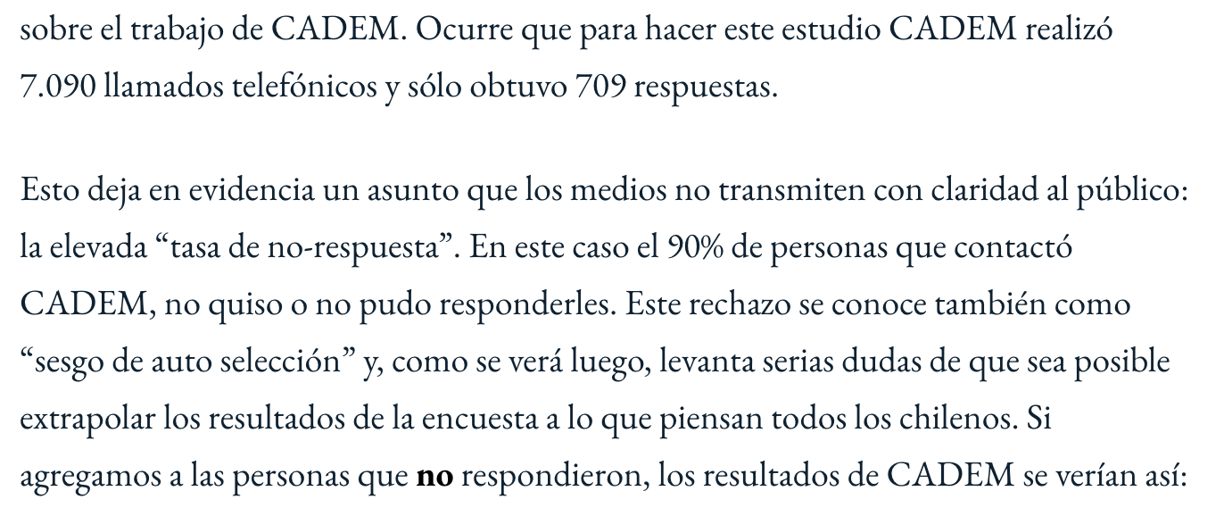 sobre el trabajo de CADEM. Ocurre que para hacer este estudio CADEM realizó
7.090 llamados telefónicos y sólo obtuvo 709 respuestas.
Esto deja en evidencia un asunto que los medios no transmiten con claridad al público:
la elevada “tasa de no-respuesta”. En este caso el 90% de personas que contactó
CADEM, no quiso o no pudo responderles. Este rechazo se conoce también como
“sesgo de auto selección” y, como se verá luego, levanta serias dudas de que sea posible
extrapolar los resultados de la encuesta a lo que piensan todos los chilenos. Si
agregamos a las personas que no respondieron, los resultados de CADEM se verían así: